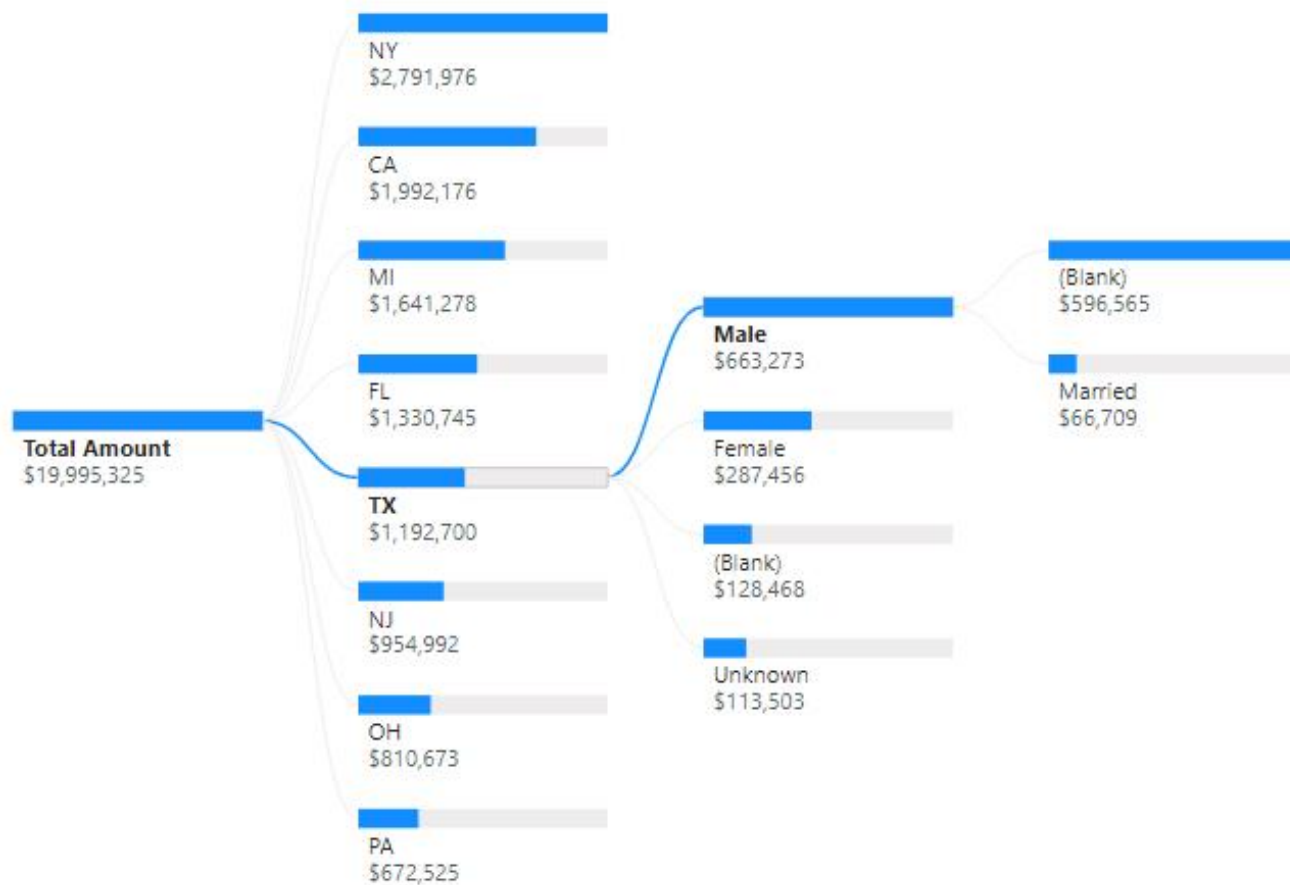 Total Amount
$19,995,325
NY
$2,791,976
CA
$1,992,176
MI
$1,641,278
FL
$1,330,745
TX
$1,192,700
NJ
$954,992
OH
$810,673
PA
$672,525
Male
$663,273
Female
$287,456
(Blank)
$128,468
Unknown
$113,503
(Blank)
$596,565
Married
$66,709